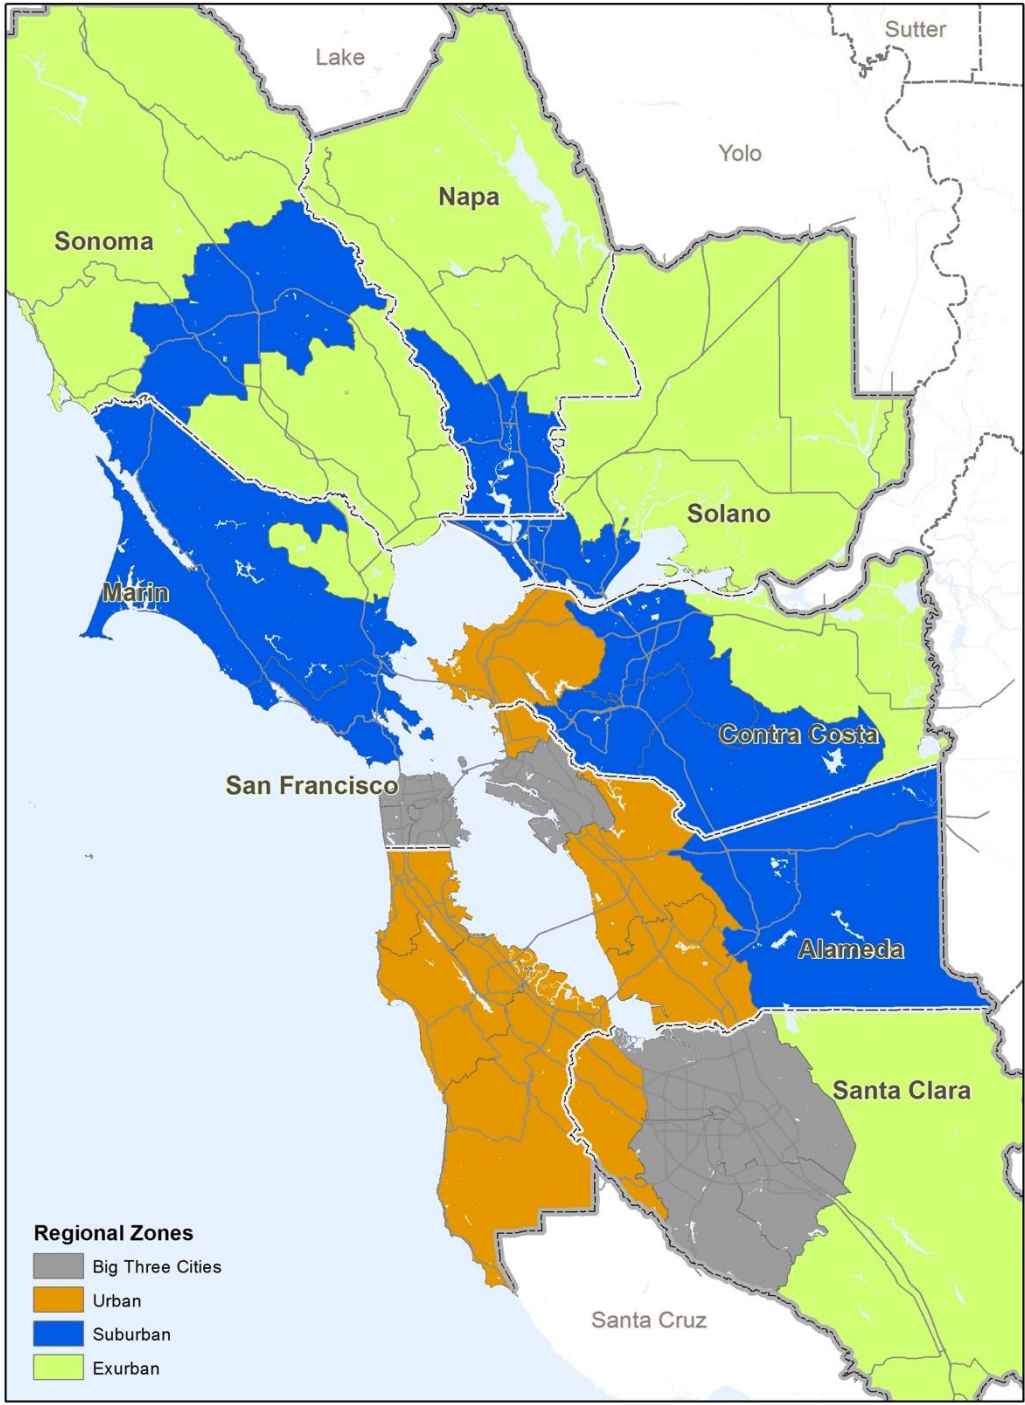 Lake
Sutter
Yolo
Napa
Sonoma
Solano
Marin
Contra Costa
San Francisco
Alameda
Santa Clara
Regional Zones
Big Three Cities
Urban
Suburban
Exurban
Santa Cruz